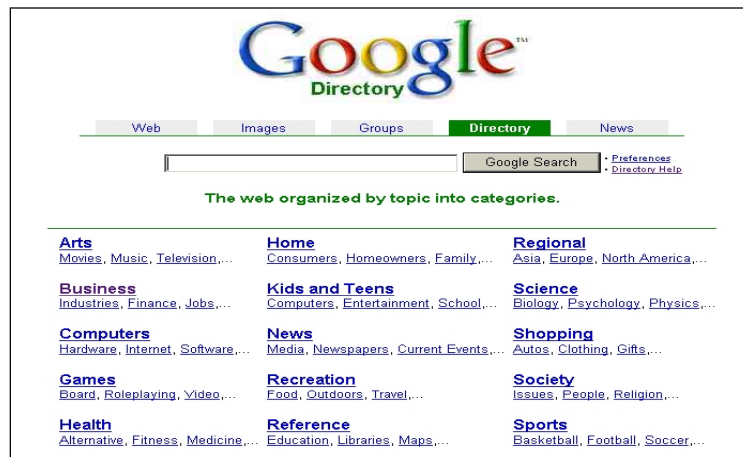 Google™
Directory
Web Images Groups Directory News
Google Search
· Preferences
· Directory Help
The web organized by topic into categories.
Arts
Movies, Music, Television,...
Home
Consumers, Homeowners, Family,...
Regional
Asia, Europe, North America,...
Business
Industries, Finance, Jobs,...
Kids and Teens
Computers, Entertainment, School,...
Science
Biology, Psychology, Physics,...
Computers
Hardware, Internet, Software,...
News
Media, Newspapers, Current Events,...
Shopping
Autos, Clothing, Gifts,...
Games
Board, Roleplaying, Video,...
Recreation
Food, Outdoors, Travel,...
Society
Issues, People, Religion,...
Health
Alternative, Fitness, Medicine,...
Reference
Education, Libraries, Maps,...
Sports
Basketball, Football, Soccer,...